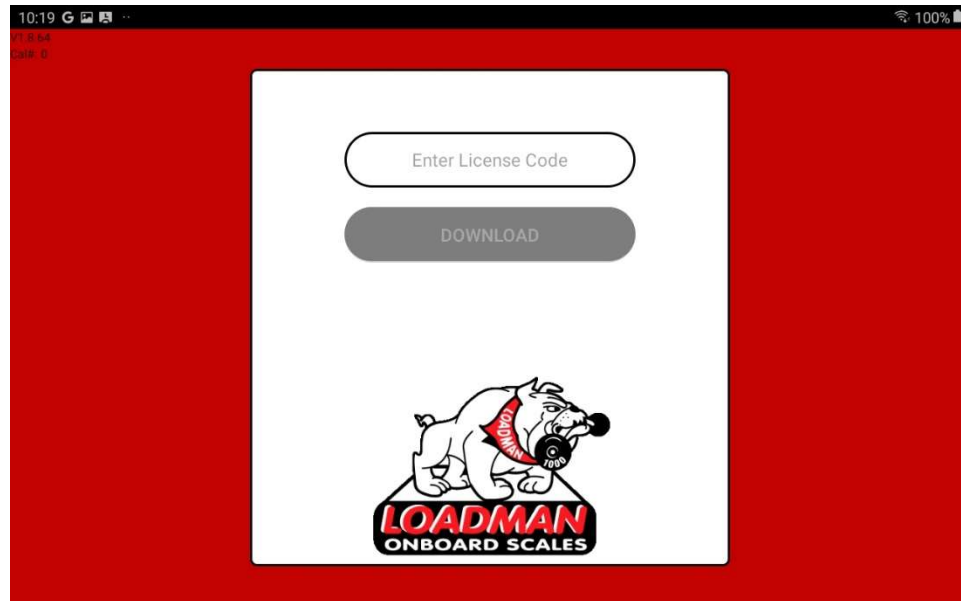 10:19 G
100%
V1.8.64
Cal#: 0
Enter License Code
DOWNLOAD
LOADMAN
1000
LOADMAN
ONBOARD SCALES